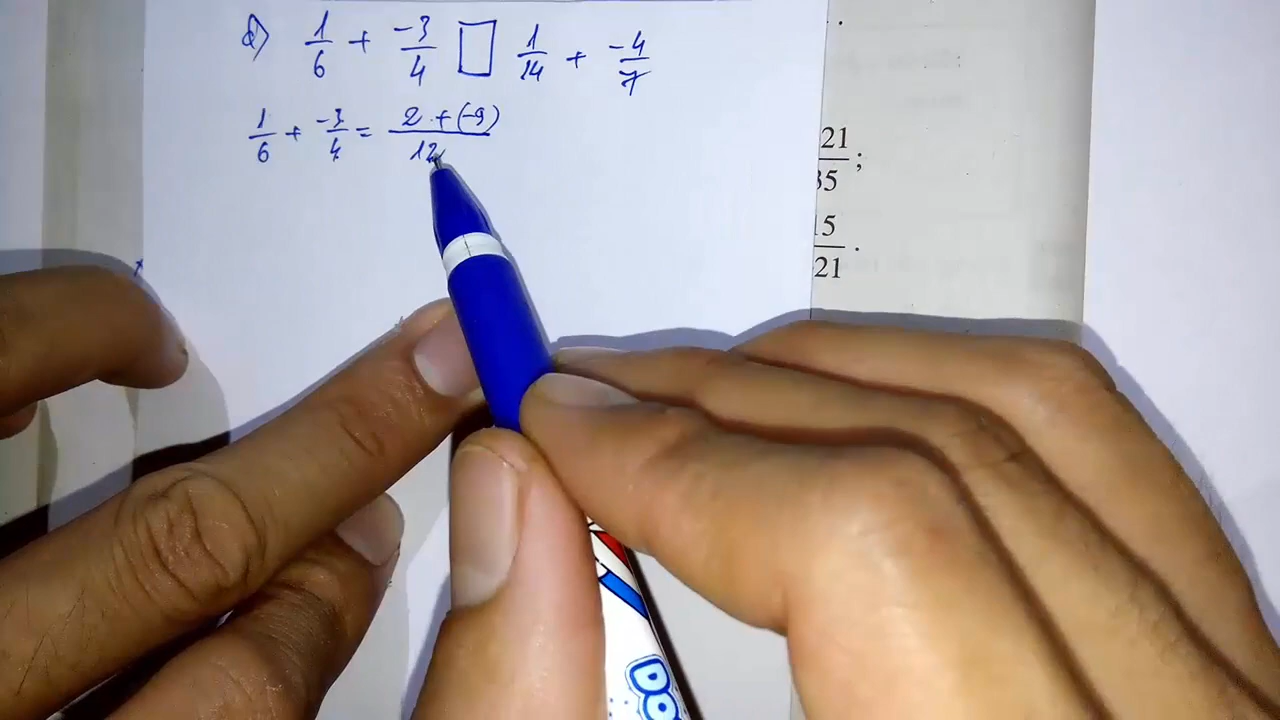 d) 1/6 + -3/4 □ 1/14 + -4/7
1/6 + -3/4 = 2 + (-9)/12
21/35;
15/21.
DO